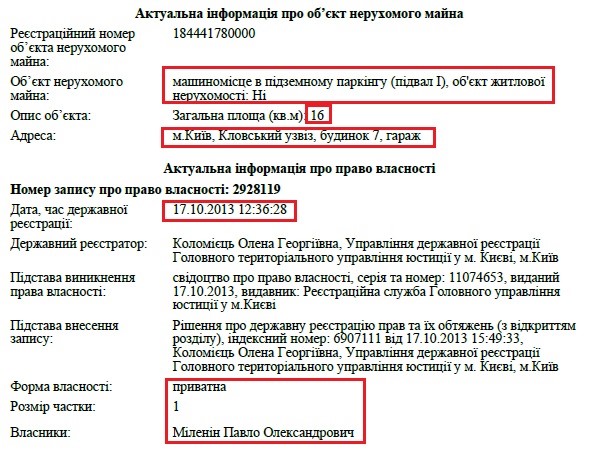 Актуальна інформація про об’єкт нерухомого майна
Реєстраційний номер 184441780000
об’єкта нерухомого
майна:
Об’єкт нерухомого машиномісце в підземному паркінгу (підвал І), об'єкт житлової
майна: нерухомості: Ні
Опис об’єкта: Загальна площа (кв.м): 16
Адреса: м.Київ, Кловський узвіз, будинок 7, гараж
Актуальна інформація про право власності
Номер запису про право власності: 2928119
Дата, час державної 17.10.2013 12:36:28
реєстрації:
Державний реєстратор: Коломієць Олена Георгіївна, Управління державної реєстрації
Головного територіального управління юстиції у м. Києві, м.Київ
Підстава виникнення свідоцтво про право власності, серія та номер: 11074653, виданий
права власності: 17.10.2013, видавник: Реєстраційна служба Головного управління
юстиції у м.Києві
Підстава внесення Рішення про державну реєстрацію прав та їх обтяжень (з відкриттям
запису: розділу), індексний номер: 6907111 від 17.10.2013 15:49:33,
Коломієць Олена Георгіївна, Управління державної реєстрації
Головного територіального управління юстиції у м. Києві, м.Київ
Форма власності: приватна
Розмір частки: 1
Власники: Міленін Павло Олександрович